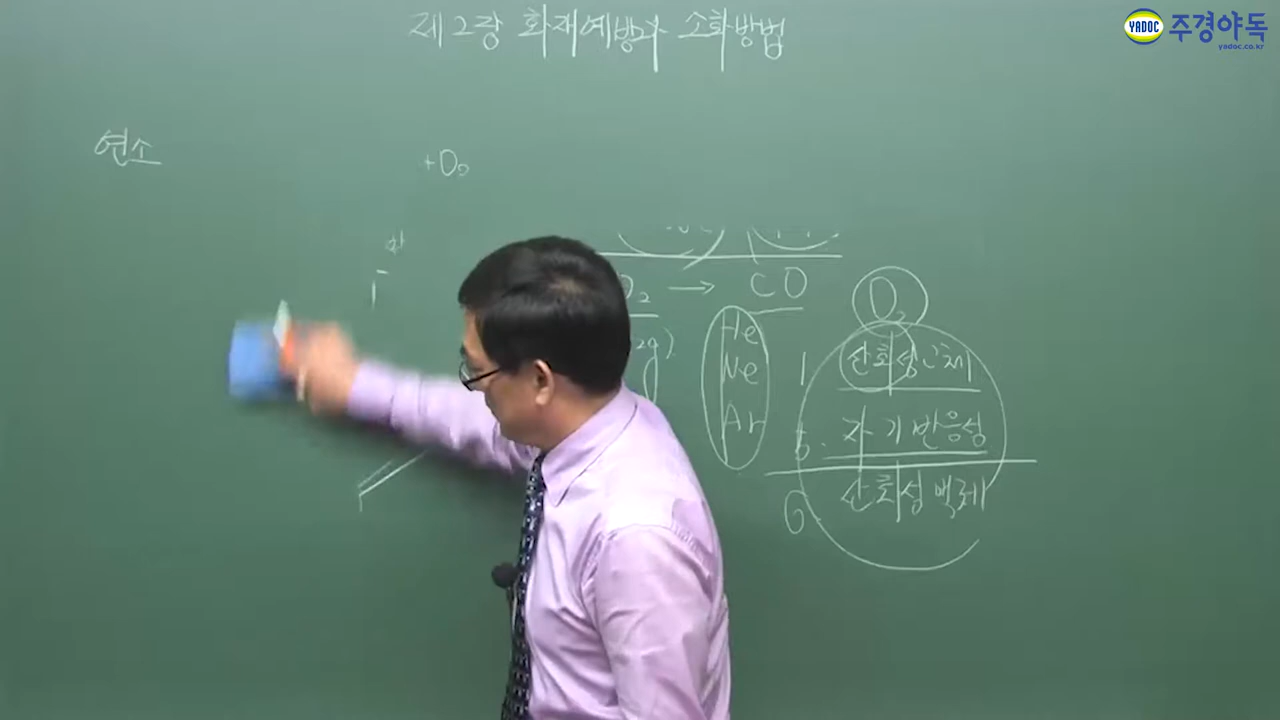 제2장 화재예방과 소화방법
YADOC 주경야독
yadoc.co.kr
연소
+O₂
O₂ → CO
O₂
He
Ne
Ar
1 산화성고체
5. 자기반응성
6 산화성액체